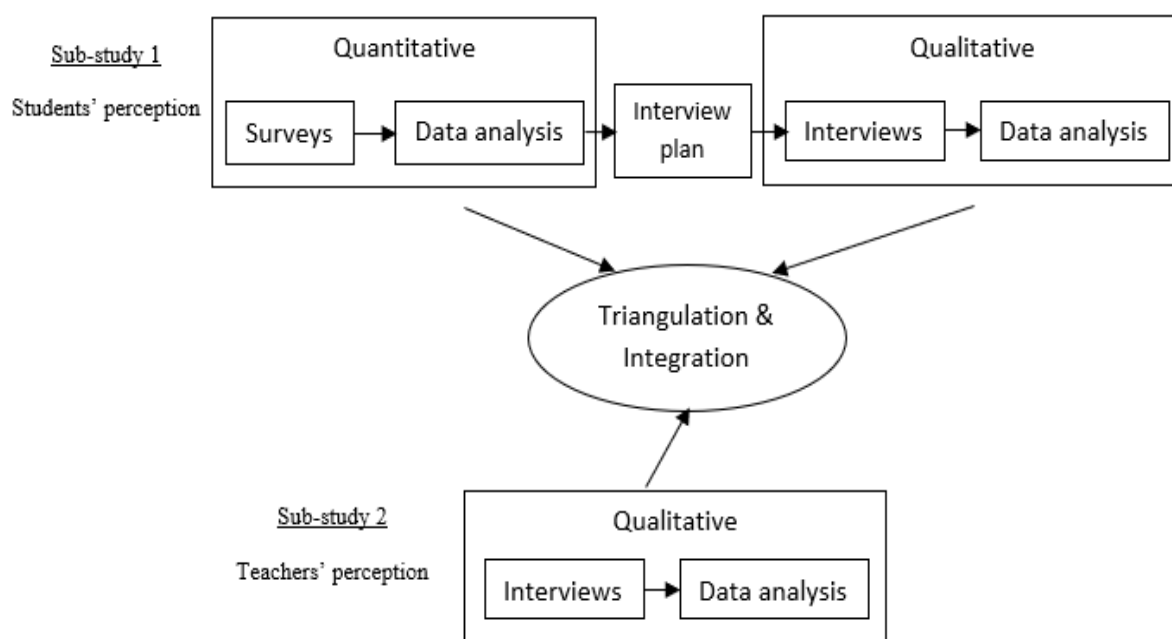 Sub-study 1
Students’ perception
Quantitative
Surveys
Data analysis
Interview
plan
Qualitative
Interviews
Data analysis
Triangulation &
Integration
Sub-study 2
Teachers’ perception
Qualitative
Interviews
Data analysis